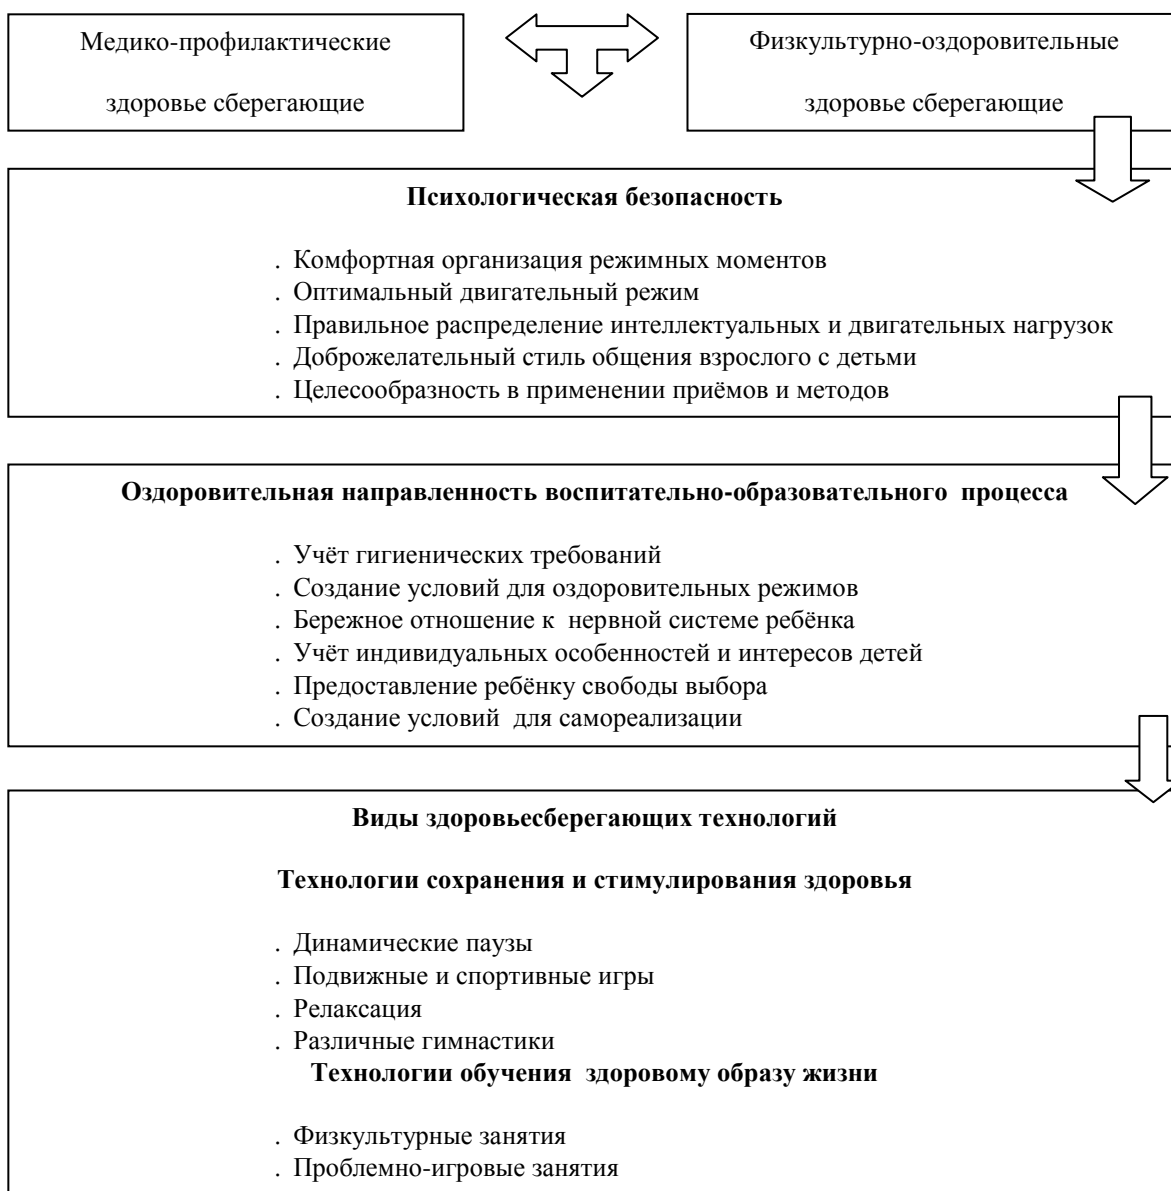 Медико-профилактические
здоровье сберегающие
Физкультурно-оздоровительные
здоровье сберегающие
Психологическая безопасность
. Комфортная организация режимных моментов
. Оптимальный двигательный режим
. Правильное распределение интеллектуальных и двигательных нагрузок
. Доброжелательный стиль общения взрослого с детьми
. Целесообразность в применении приёмов и методов
Оздоровительная направленность воспитательно-образовательного процесса
. Учёт гигиенических требований
. Создание условий для оздоровительных режимов
. Бережное отношение к нервной системе ребёнка
. Учёт индивидуальных особенностей и интересов детей
. Предоставление ребёнку свободы выбора
. Создание условий для самореализации
Виды здоровьесберегающих технологий
Технологии сохранения и стимулирования здоровья
. Динамические паузы
. Подвижные и спортивные игры
. Релаксация
. Различные гимнастики
Технологии обучения здоровому образу жизни
. Физкультурные занятия
. Проблемно-игровые занятия